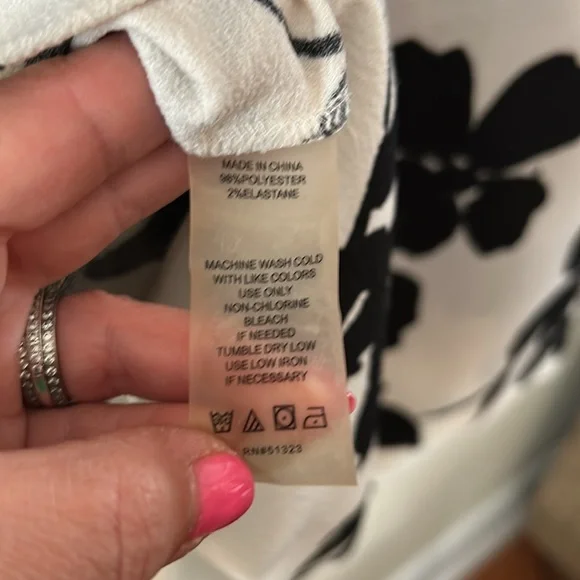 MADE IN CHINA
98%POLYESTER
2%ELASTANE
MACHINE WASH COLD
WITH LIKE COLORS
USE ONLY
NON-CHLORINE
BLEACH
IF NEEDED
TUMBLE DRY LOW
USE LOW IRON
IF NECESSARY
RN#51323